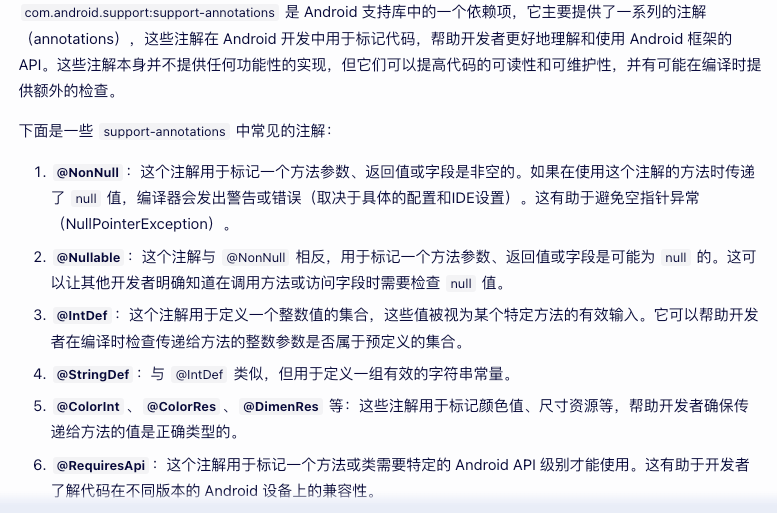 com.android.support:support-annotations 是 Android 支持库中的一个依赖项，它主要提供了一系列的注解
（annotations），这些注解在 Android 开发中用于标记代码，帮助开发者更好地理解和使用 Android 框架的
API。这些注解本身并不提供任何功能性的实现，但它们可以提高代码的可读性和可维护性，并有可能在编译时提
供额外的检查。
下面是一些 support-annotations 中常见的注解：
1. @NonNull： 这个注解用于标记一个方法参数、返回值或字段是非空的。如果在使用这个注解的方法时传递
了 null 值，编译器会发出警告或错误（取决于具体的配置和IDE设置）。这有助于避免空指针异常
（NullPointerException）。
2. @Nullable： 这个注解与 @NonNull 相反，用于标记一个方法参数、返回值或字段是可能为 null 的。这可
以让其他开发者明确知道在调用方法或访问字段时需要检查 null 值。
3. @IntDef： 这个注解用于定义一个整数值的集合，这些值被视为某个特定方法的有效输入。它可以帮助开发
者在编译时检查传递给方法的整数参数是否属于预定义的集合。
4. @StringDef： 与 @IntDef 类似，但用于定义一组有效的字符串常量。
5. @ColorInt 、 @ColorRes 、 @DimenRes 等：这些注解用于标记颜色值、尺寸资源等，帮助开发者确保传
递给方法的值是正确类型的。
6. @RequiresApi： 这个注解用于标记一个方法或类需要特定的 Android API 级别才能使用。这有助于开发者
了解代码在不同版本的 Android 设备上的兼容性。